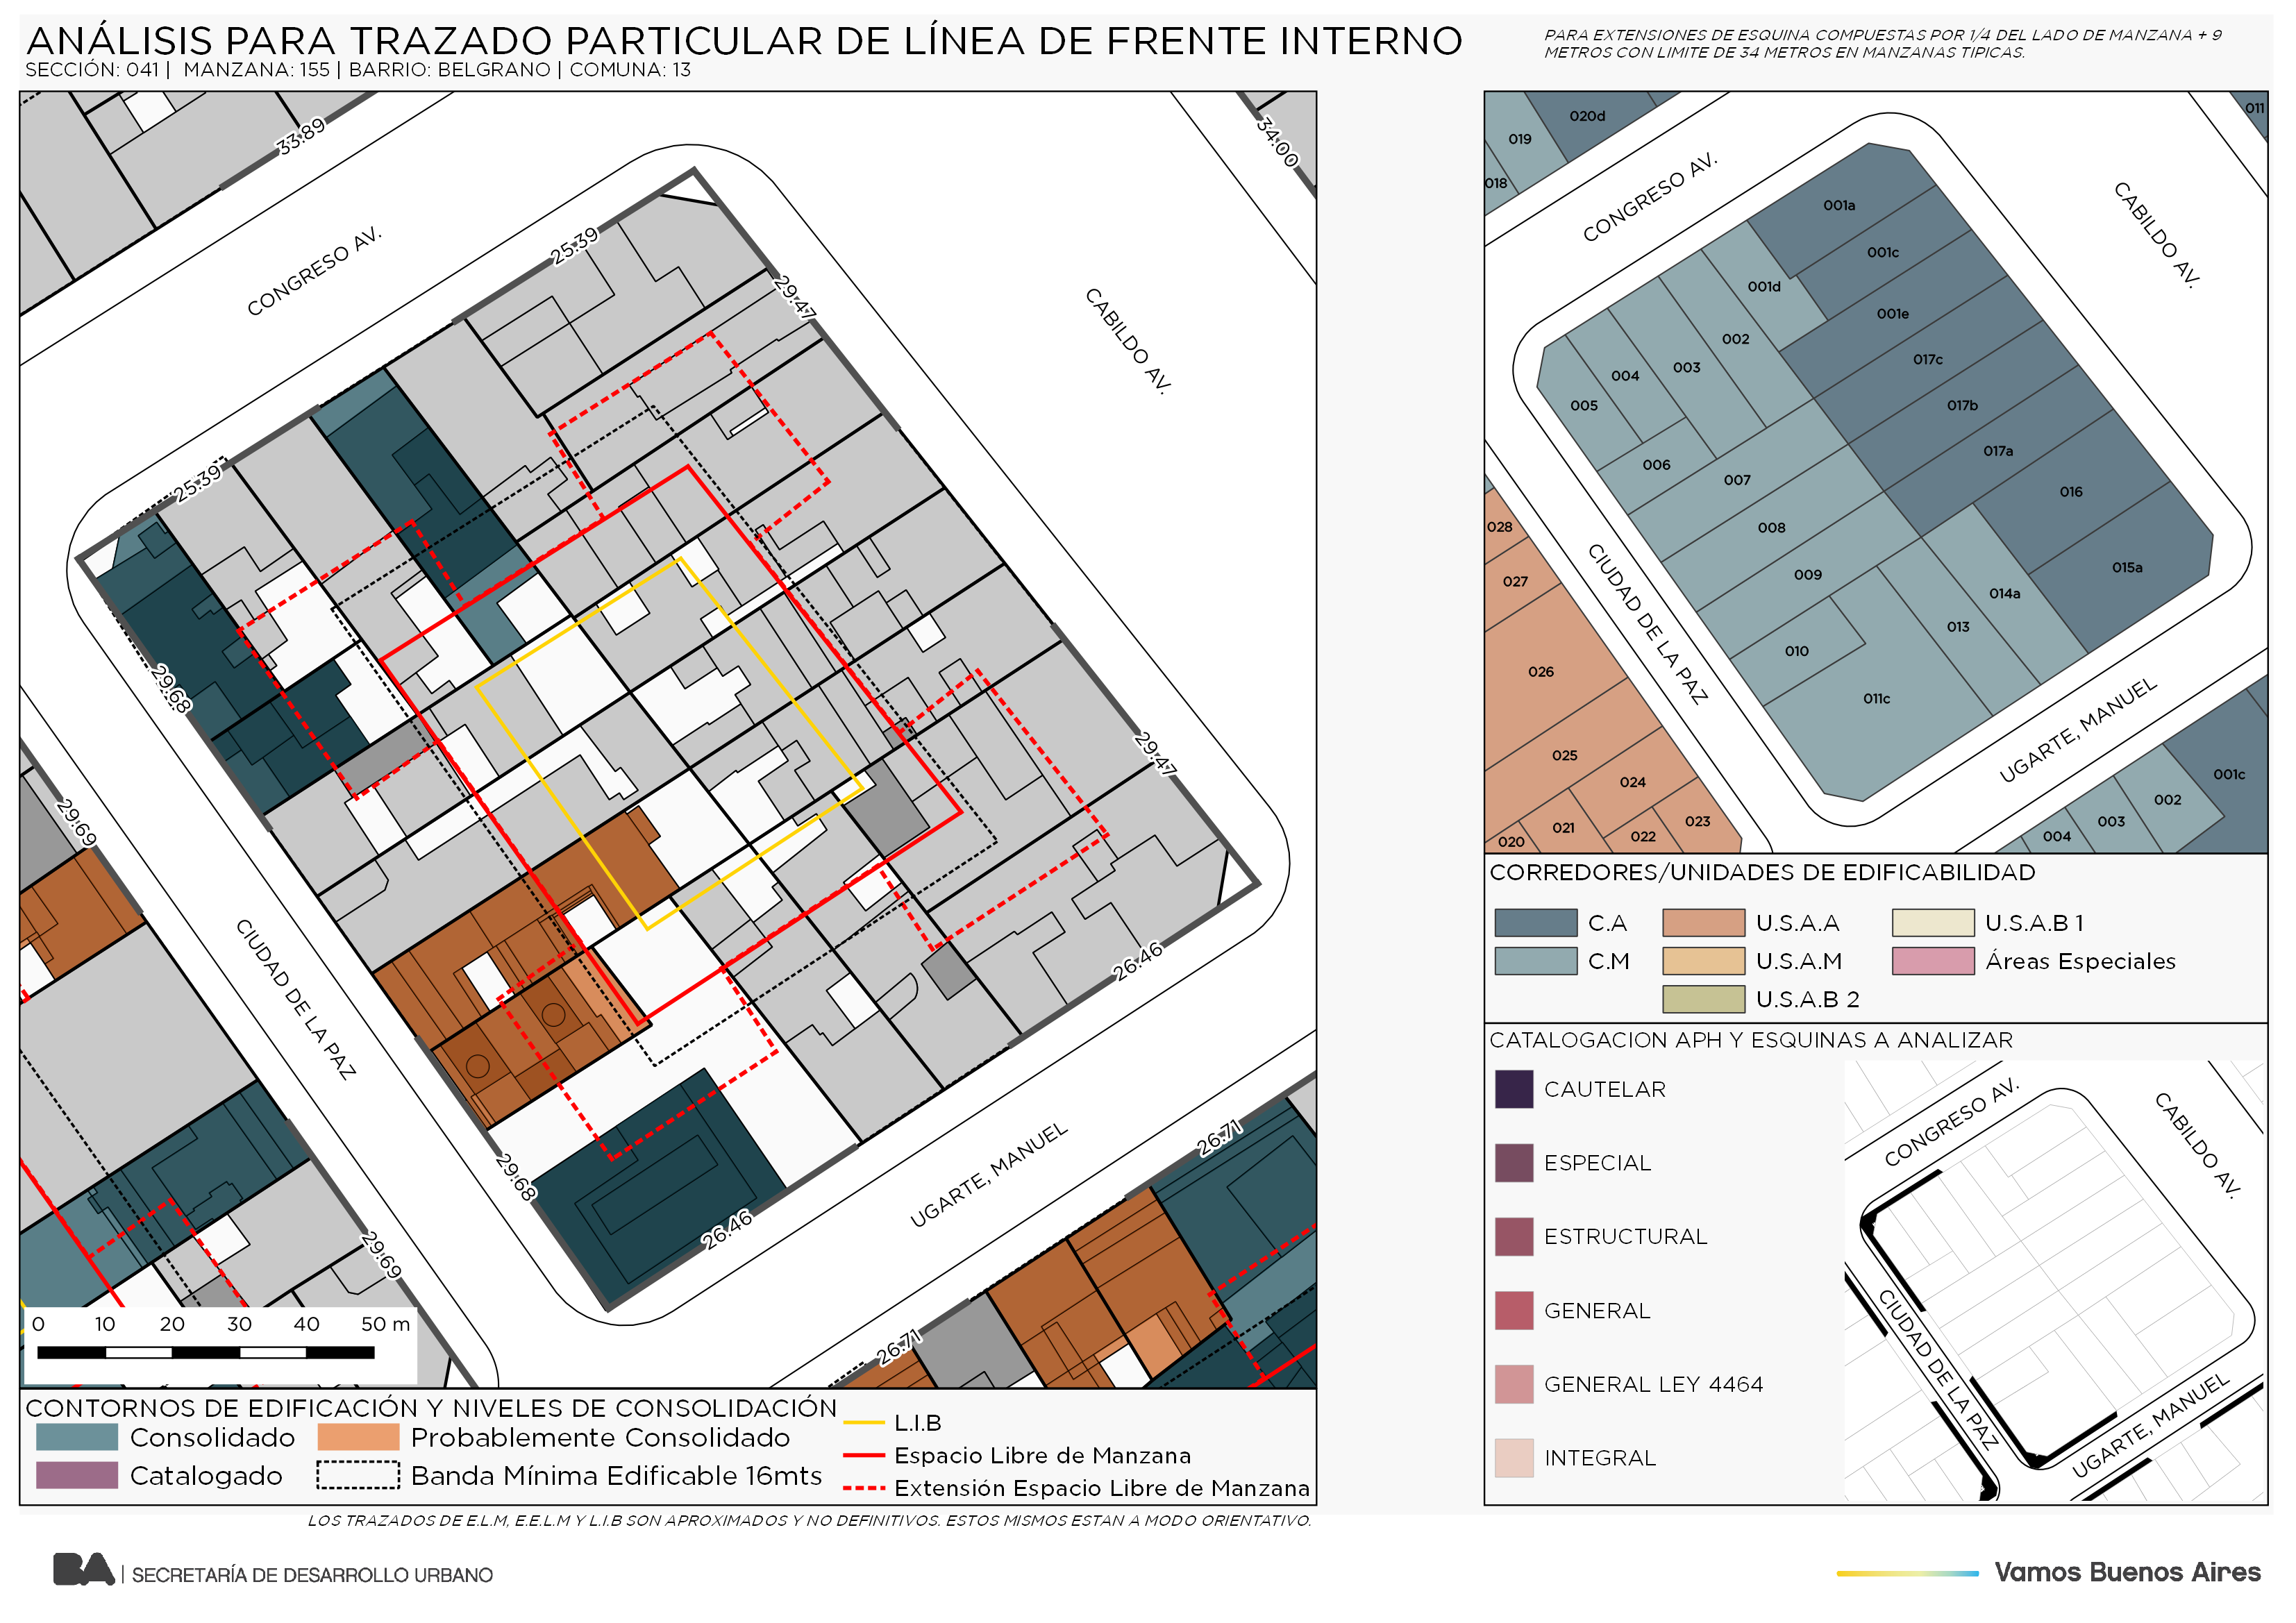 ANÁLISIS PARA TRAZADO PARTICULAR DE LÍNEA DE FRENTE INTERNO
SECCIÓN: 041 | MANZANA: 155 | BARRIO: BELGRANO | COMUNA: 13
PARA EXTENSIONES DE ESQUINA COMPUESTAS POR 1/4 DEL LADO DE MANZANA + 9
METROS CON LIMITE DE 34 METROS EN MANZANAS TIPICAS.
33.89
34.00
CONGRESO AV.
25.39
29.47
CABILDO AV.
25.39
29.68
29.47
29.69
CIUDAD DE LA PAZ
26.46
29.68
26.46
UGARTE, MANUEL
26.71
29.69
26.71
0 10 20 30 40 50 m
CONTORNOS DE EDIFICACIÓN Y NIVELES DE CONSOLIDACIÓN
Consolidado
Probablemente Consolidado
Catalogado
Banda Mínima Edificable 16mts
L.I.B
Espacio Libre de Manzana
Extensión Espacio Libre de Manzana
LOS TRAZADOS DE E.L.M, E.E.L.M Y L.I.B SON APROXIMADOS Y NO DEFINITIVOS. ESTOS MISMOS ESTAN A MODO ORIENTATIVO.
020d
011
019
018
CONGRESO AV.
CABILDO AV.
001a
001c
001d
001e
002
017c
003
004
005
017b
006
017a
007
016
008
028
009
015a
027
014a
013
010
026
011c
CIUDAD DE LA PAZ
UGARTE, MANUEL
025
024
001c
002
023
003
021
022
004
020
CORREDORES/UNIDADES DE EDIFICABILIDAD
C.A
U.S.A.A
U.S.A.B 1
C.M
U.S.A.M
Áreas Especiales
U.S.A.B 2
CATALOGACION APH Y ESQUINAS A ANALIZAR
CAUTELAR
ESPECIAL
ESTRUCTURAL
GENERAL
GENERAL LEY 4464
INTEGRAL
CONGRESO AV.
CABILDO AV.
CIUDAD DE LA PAZ
UGARTE, MANUEL
BA | SECRETARÍA DE DESARROLLO URBANO
Vamos Buenos Aires